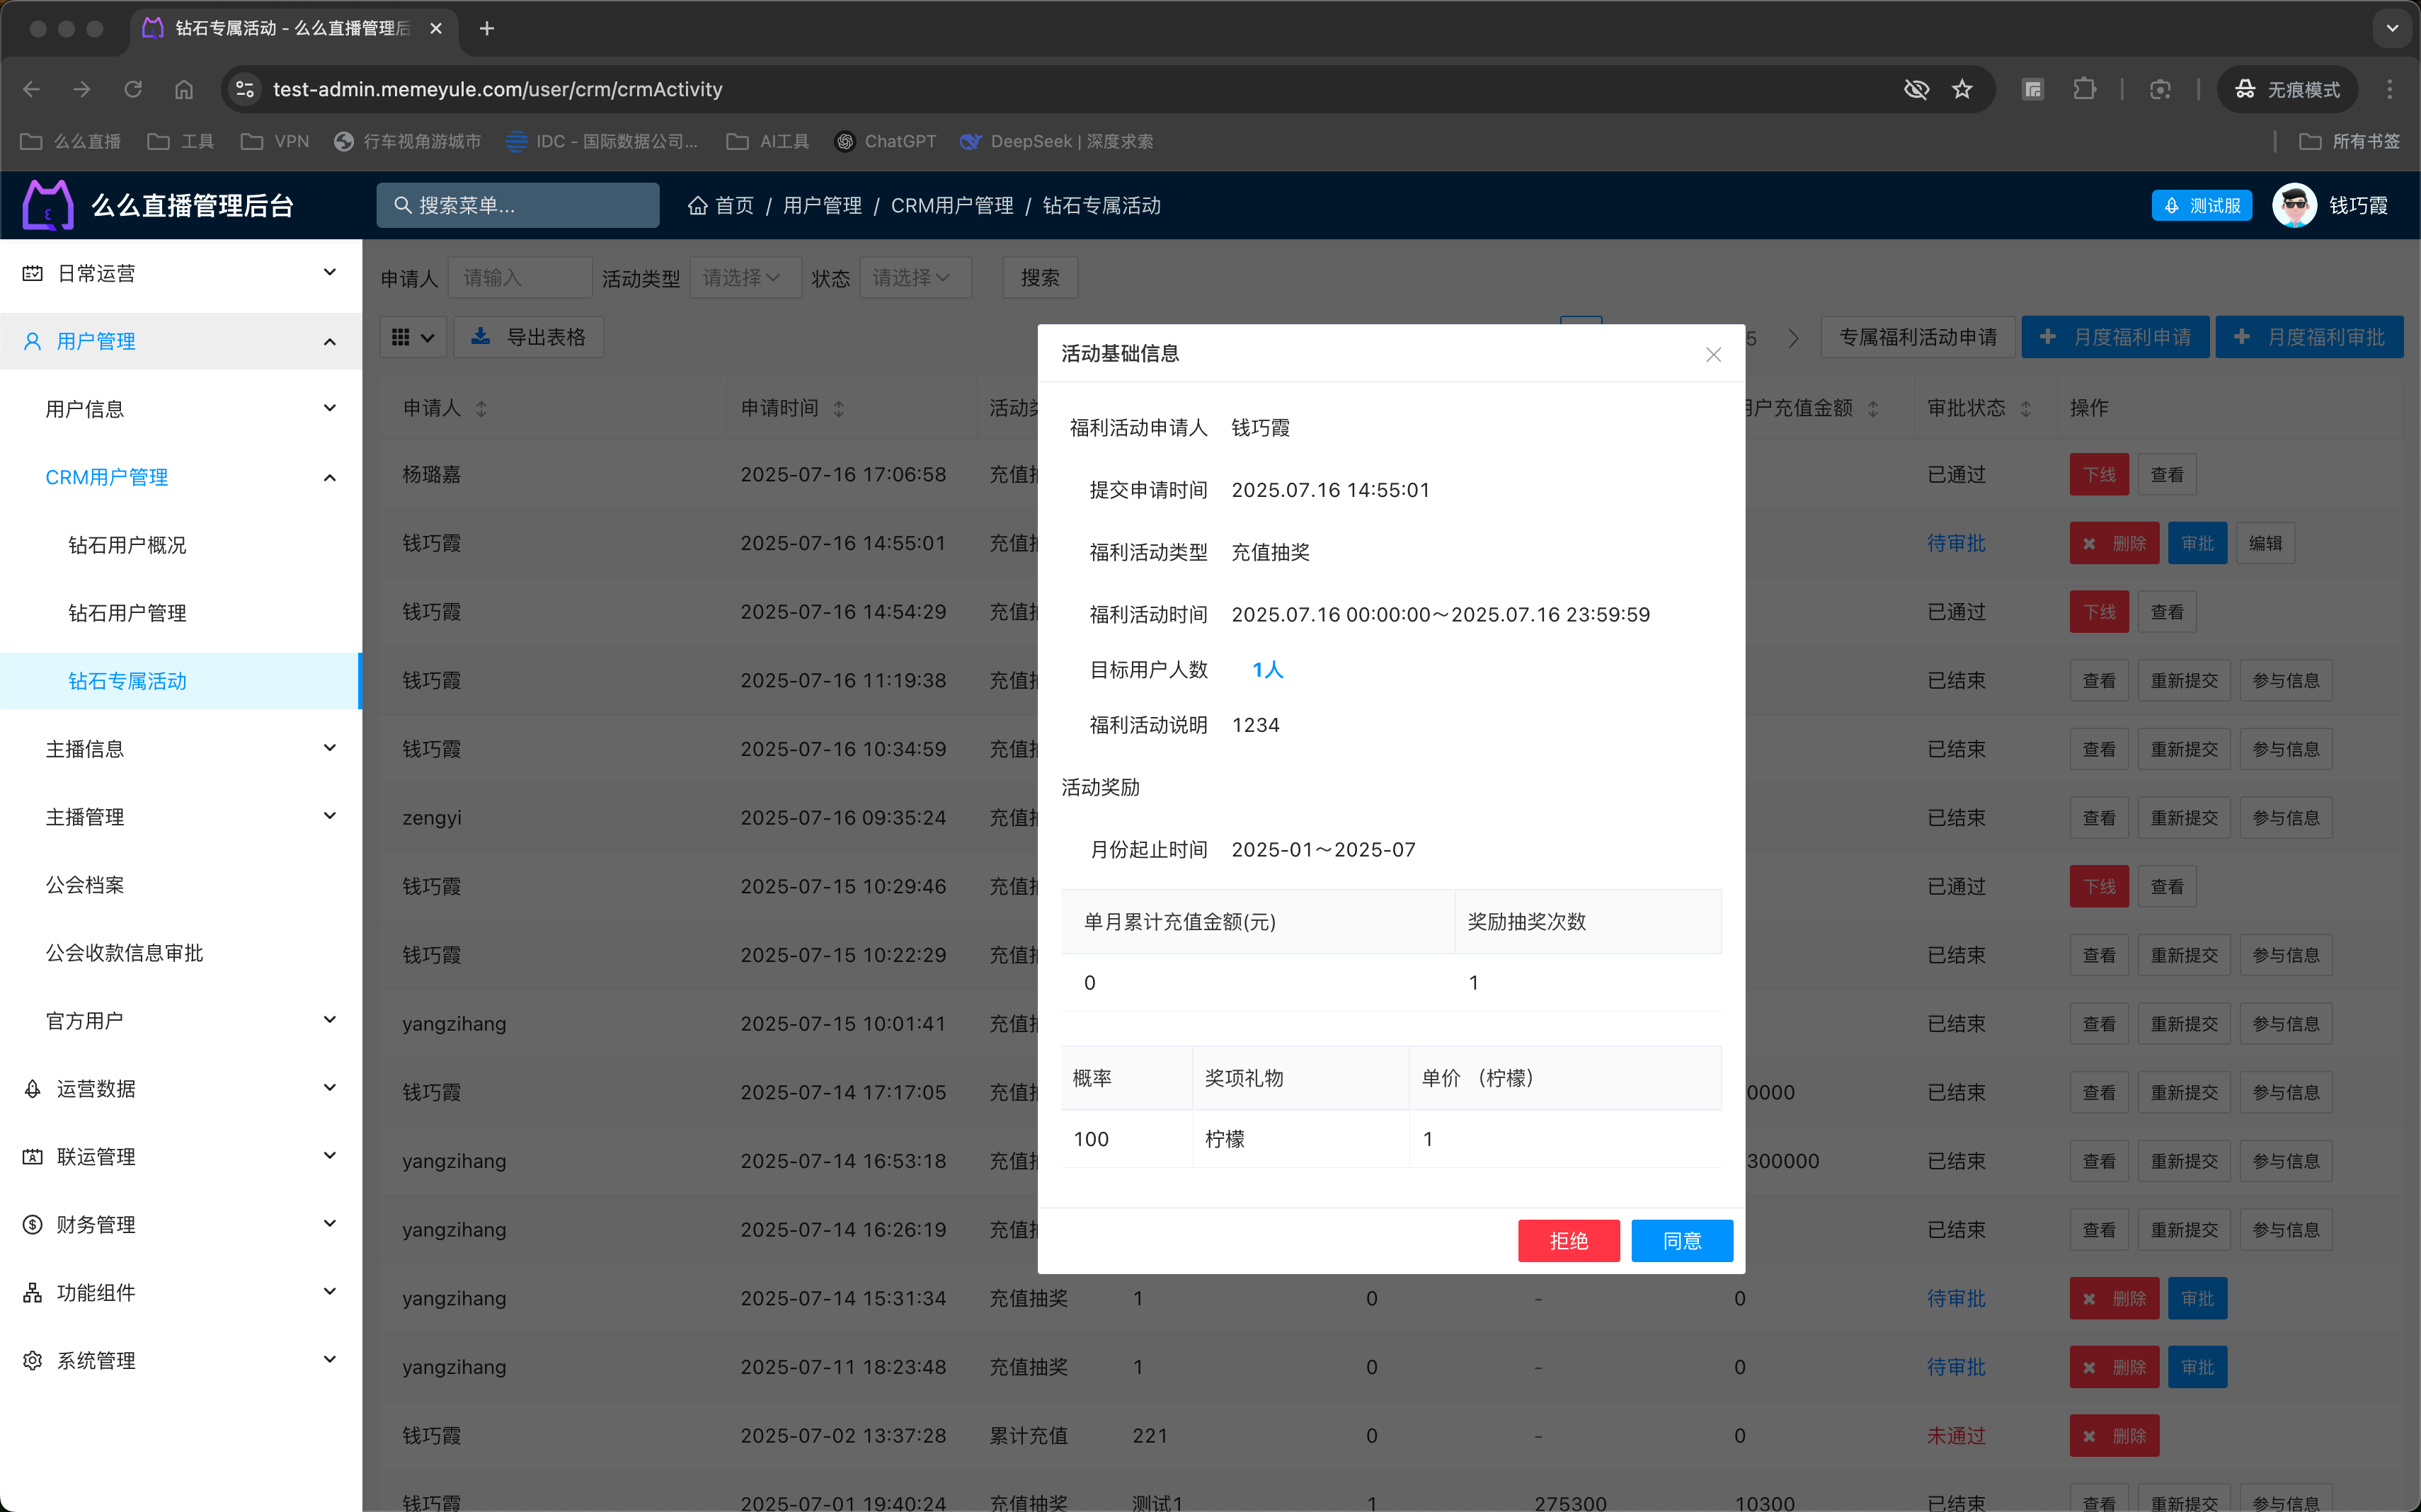 钻石专属活动 - 么么直播管理后
test-admin.memeyule.com/user/crm/crmActivity
无痕模式
么么直播
工具
VPN
行车视角游城市
IDC - 国际数据公司...
AI工具
ChatGPT
DeepSeek | 深度求索
所有书签
么么直播管理后台
搜索菜单...
首页 / 用户管理 / CRM用户管理 / 钻石专属活动
测试服
钱巧霞
日常运营
用户管理
用户信息
CRM用户管理
钻石用户概况
钻石用户管理
钻石专属活动
主播信息
主播管理
公会档案
公会收款信息审批
官方用户
运营数据
联运管理
财务管理
功能组件
系统管理
申请人 请输入 活动类型 请选择 状态 请选择 搜索
导出表格 5 专属福利活动申请 月度福利申请 月度福利审批
申请人 申请时间 活动 户充值金额 审批状态 操作
杨璐嘉 2025-07-16 17:06:58 充值 已通过 下线 查看
钱巧霞 2025-07-16 14:55:01 充值 待审批 删除 审批 编辑
钱巧霞 2025-07-16 14:54:29 充值 已通过 下线 查看
钱巧霞 2025-07-16 11:19:38 充值 已结束 查看 重新提交 参与信息
钱巧霞 2025-07-16 10:34:59 充值 已结束 查看 重新提交 参与信息
zengyi 2025-07-16 09:35:24 充值 已结束 查看 重新提交 参与信息
钱巧霞 2025-07-15 10:29:46 充值 已通过 下线 查看
钱巧霞 2025-07-15 10:22:29 充值 已结束 查看 重新提交 参与信息
yangzihang 2025-07-15 10:01:41 充值 已结束 查看 重新提交 参与信息
钱巧霞 2025-07-14 17:17:05 充值 0000 已结束 查看 重新提交 参与信息
yangzihang 2025-07-14 16:53:18 充值 300000 已结束 查看 重新提交 参与信息
yangzihang 2025-07-14 16:26:19 充值 已结束 查看 重新提交 参与信息
yangzihang 2025-07-14 15:31:34 充值抽奖 1 0 - 0 待审批 删除 审批
yangzihang 2025-07-11 18:23:48 充值抽奖 1 0 - 0 待审批 删除 审批
钱巧霞 2025-07-02 13:37:28 累计充值 221 0 - 0 未通过 删除
钱巧霞 2025-07-01 19:40:24 充值抽奖 测试1 1 275300 10300 已结束 查看 重新提交 参与信息
活动基础信息
福利活动申请人 钱巧霞
提交申请时间 2025.07.16 14:55:01
福利活动类型 充值抽奖
福利活动时间 2025.07.16 00:00:00～2025.07.16 23:59:59
目标用户人数 1人
福利活动说明 1234
活动奖励
月份起止时间 2025-01～2025-07
单月累计充值金额(元) 奖励抽奖次数
0 1
概率 奖项礼物 单价 （柠檬）
100 柠檬 1
拒绝 同意